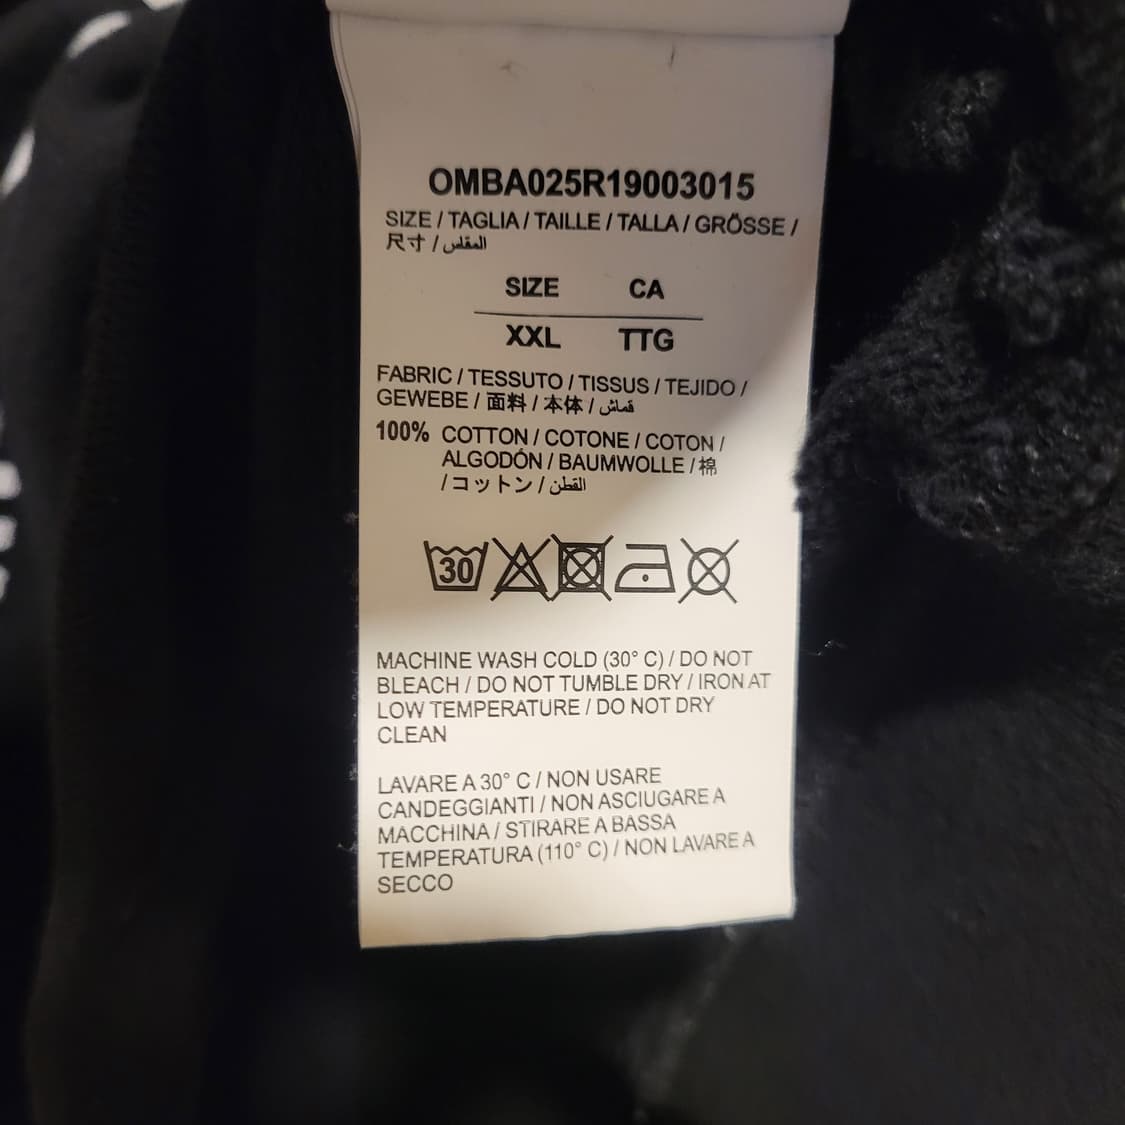 OMBA025R19003015
SIZE / TAGLIA / TAILLE / TALLA / GRÖSSE /
尺寸 / المقلس
SIZE CA
XXL TTG
FABRIC / TESSUTO / TISSUS / TEJIDO /
GEWEBE / 面料 / 本体 / قماش
100% COTTON / COTONE / COTON /
ALGODÓN / BAUMWOLLE / 棉
/ コットン / القطن
30
MACHINE WASH COLD (30° C) / DO NOT
BLEACH / DO NOT TUMBLE DRY / IRON AT
LOW TEMPERATURE / DO NOT DRY
CLEAN
LAVARE A 30° C / NON USARE
CANDEGGIANTI / NON ASCIUGARE A
MACCHINA / STIRARE A BASSA
TEMPERATURA (110° C) / NON LAVARE A
SECCO